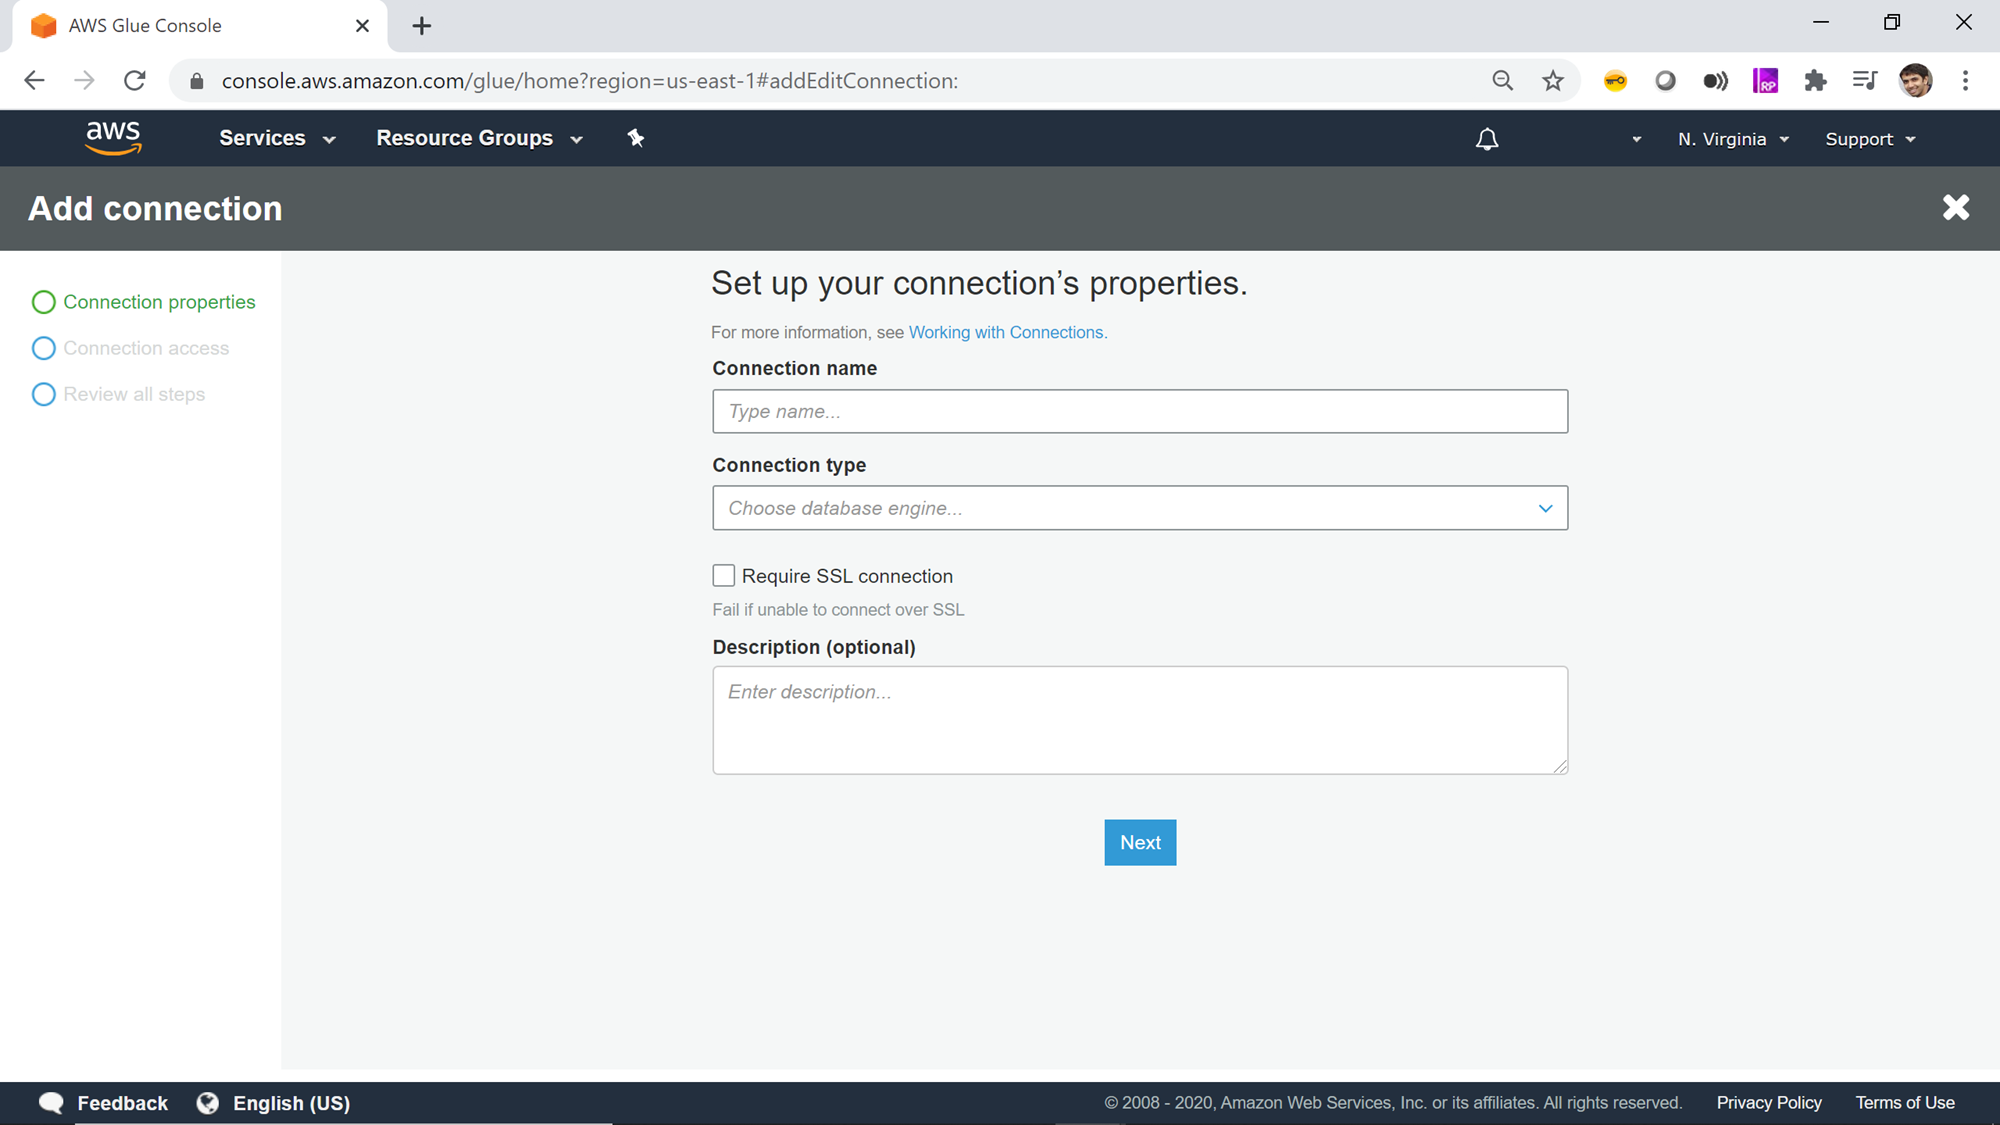 AWS Glue Console
console.aws.amazon.com/glue/home?region=us-east-1#addEditConnection:
RP
aws Services Resource Groups N. Virginia Support
Add connection
Connection properties
Connection access
Review all steps
Set up your connection’s properties.
For more information, see Working with Connections.
Connection name
Type name...
Connection type
Choose database engine...
Require SSL connection
Fail if unable to connect over SSL
Description (optional)
Enter description...
Next
Feedback English (US) © 2008 - 2020, Amazon Web Services, Inc. or its affiliates. All rights reserved. Privacy Policy Terms of Use